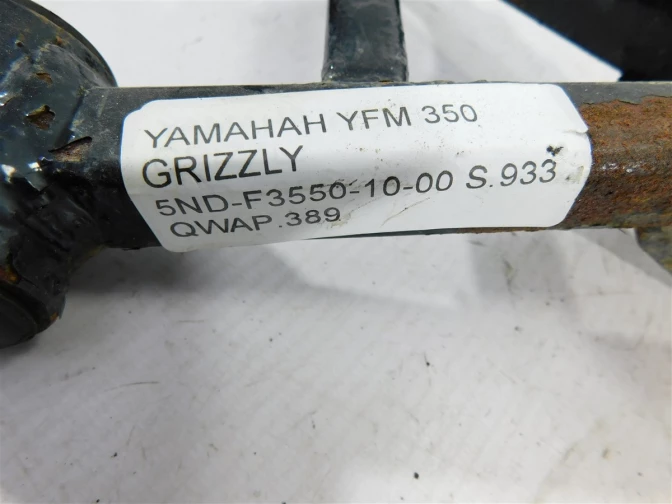 YAMAHAH YFM 350
GRIZZLY
5ND-F3550-10-00 S.933
QWAP.389